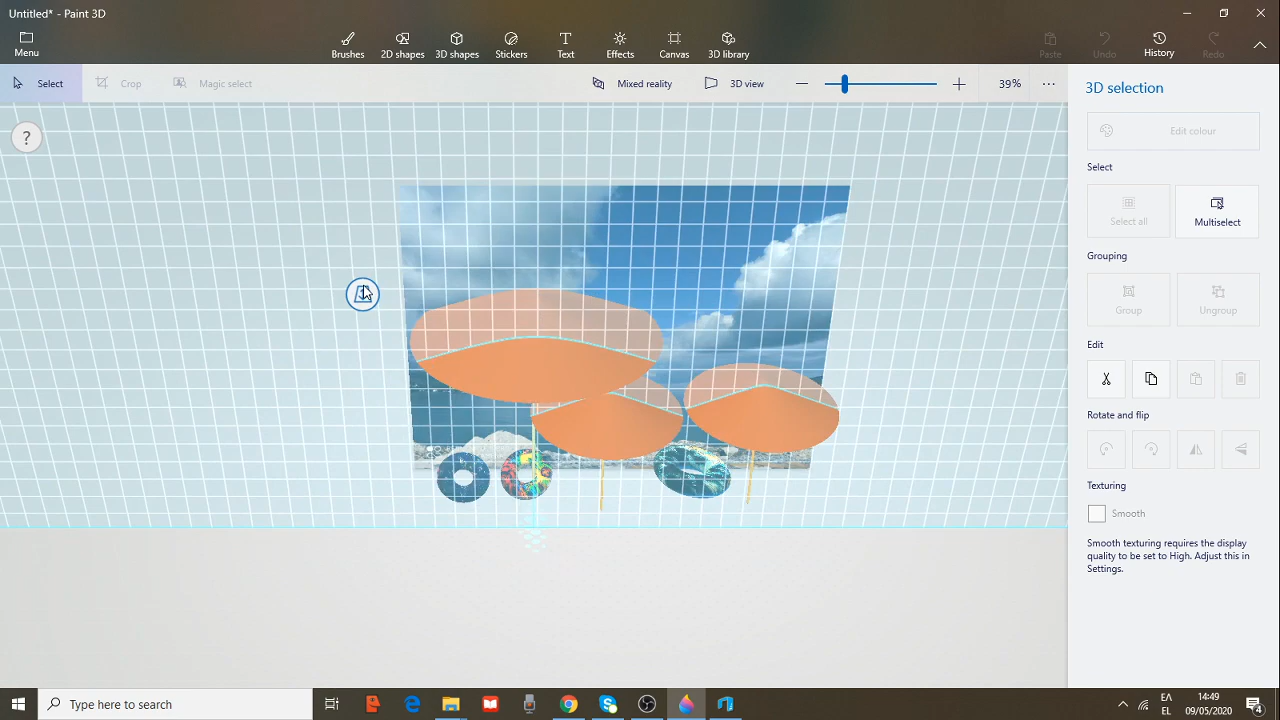 Untitled* - Paint 3D
Menu
Brushes
2D shapes
3D shapes
Stickers
Text
Effects
Canvas
3D library
Paste
Undo
History
Redo
Select
Crop
Magic select
Mixed reality
3D view
39%
?
3D selection
Edit colour
Select
Select all
Multiselect
Grouping
Group
Ungroup
Edit
Rotate and flip
Texturing
Smooth
Smooth texturing requires the display
quality to be set to High. Adjust this in
Settings.
Type here to search
ΕΛ
EL
14:49
09/05/2020
4